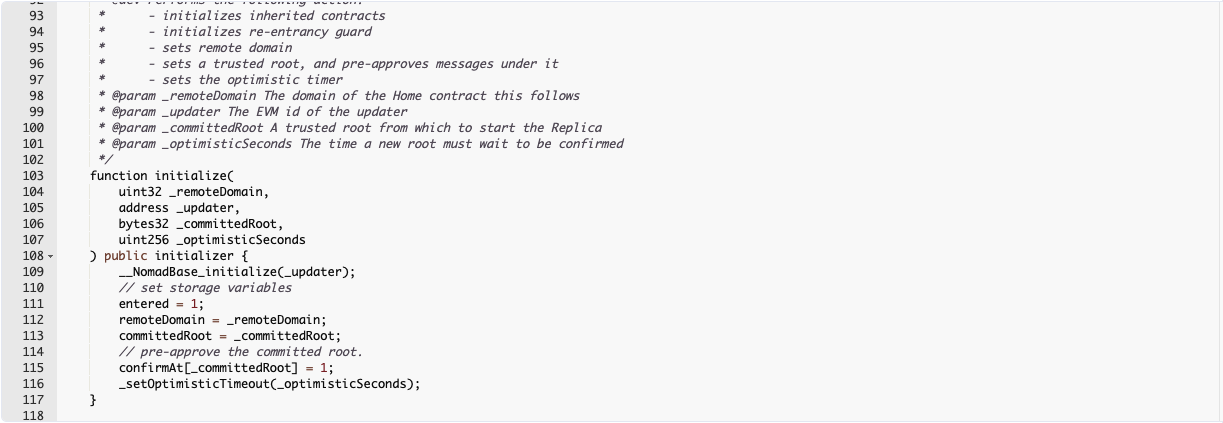 92 * @dev Performs the following action:
93 *      - initializes inherited contracts
94 *      - initializes re-entrancy guard
95 *      - sets remote domain
96 *      - sets a trusted root, and pre-approves messages under it
97 *      - sets the optimistic timer
98 * @param _remoteDomain The domain of the Home contract this follows
99 * @param _updater The EVM id of the updater
100 * @param _committedRoot A trusted root from which to start the Replica
101 * @param _optimisticSeconds The time a new root must wait to be confirmed
102 */
103 function initialize(
104 uint32 _remoteDomain,
105 address _updater,
106 bytes32 _committedRoot,
107 uint256 _optimisticSeconds
108 ) public initializer {
109 __NomadBase_initialize(_updater);
110 // set storage variables
111 entered = 1;
112 remoteDomain = _remoteDomain;
113 committedRoot = _committedRoot;
114 // pre-approve the committed root.
115 confirmAt[_committedRoot] = 1;
116 _setOptimisticTimeout(_optimisticSeconds);
117 }
118